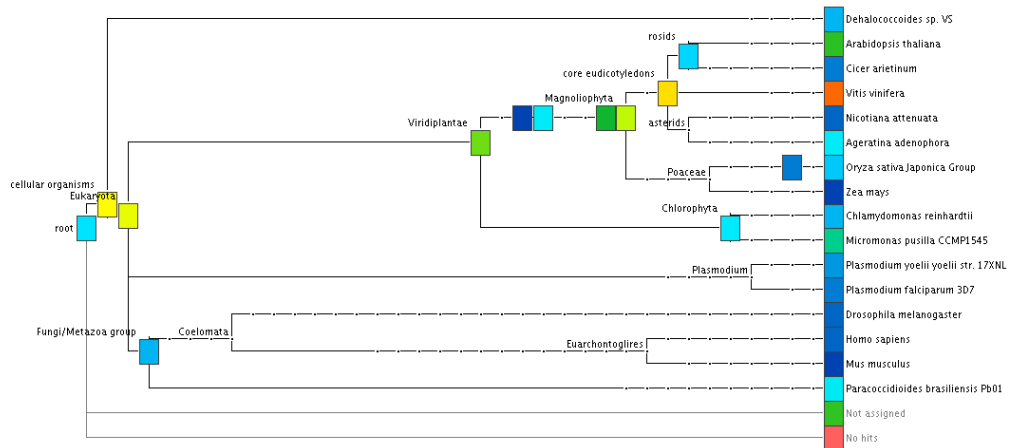 Dehalococcoides sp. VS
rosids
Arabidopsis thaliana
Cicer arietinum
core eudicotyledons
Vitis vinifera
Magnoliophyta
Nicotiana attenuata
Viridiplantae
asterids
Ageratina adenophora
Oryza sativa Japonica Group
Poaceae
cellular organisms
Zea mays
Eukaryota
Chlorophyta
Chlamydomonas reinhardtii
root
Micromonas pusilla CCMP1545
Plasmodium yoelii yoelii str. 17XNL
Plasmodium
Plasmodium falciparum 3D7
Drosophila melanogaster
Fungi/Metazoa group
Coelomata
Homo sapiens
Euarchontoglires
Mus musculus
Paracoccidioides brasiliensis Pb01
Not assigned
No hits